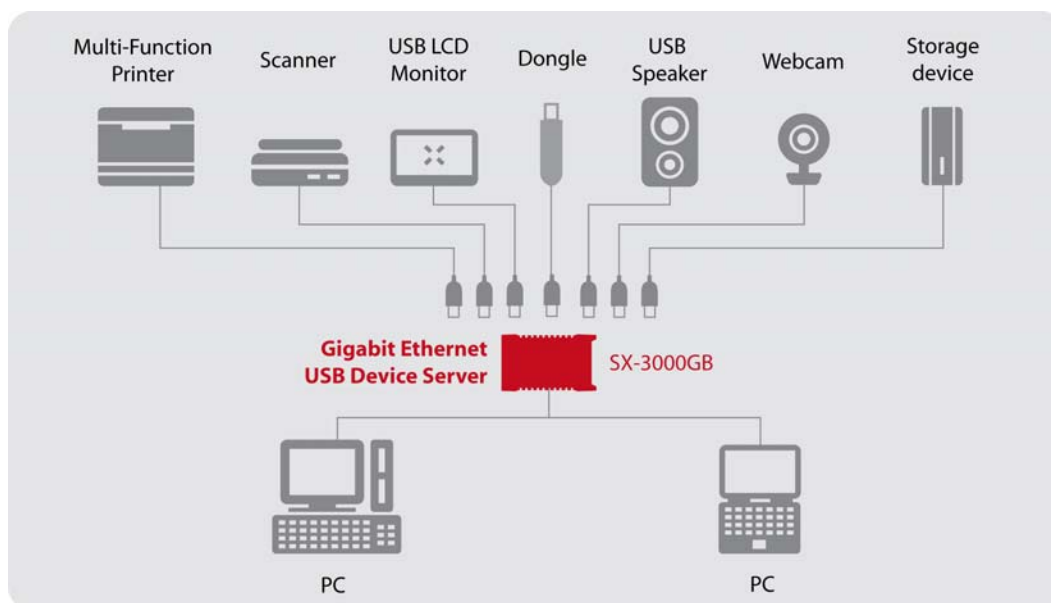 Multi-Function
Printer
Scanner
USB LCD
Monitor
Dongle
USB
Speaker
Webcam
Storage
device
Gigabit Ethernet
USB Device Server
SX-3000GB
PC
PC